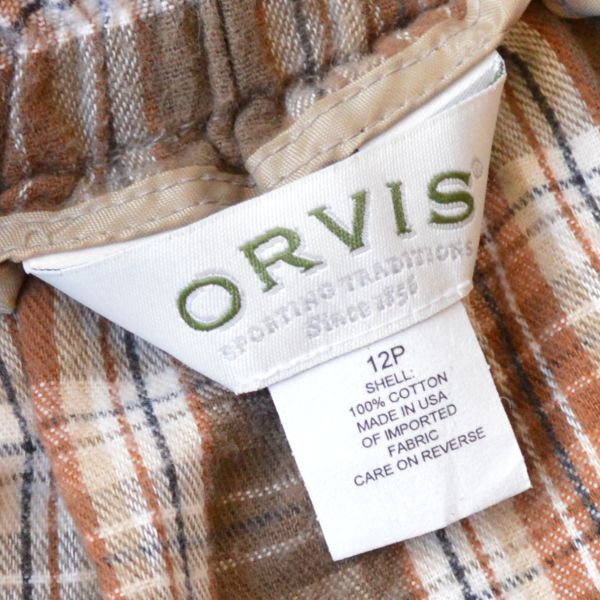 ORVIS®
SPORTING TRADITIONS
Since 1856
12P
SHELL:
100% COTTON
MADE IN USA
OF IMPORTED
FABRIC
CARE ON REVERSE